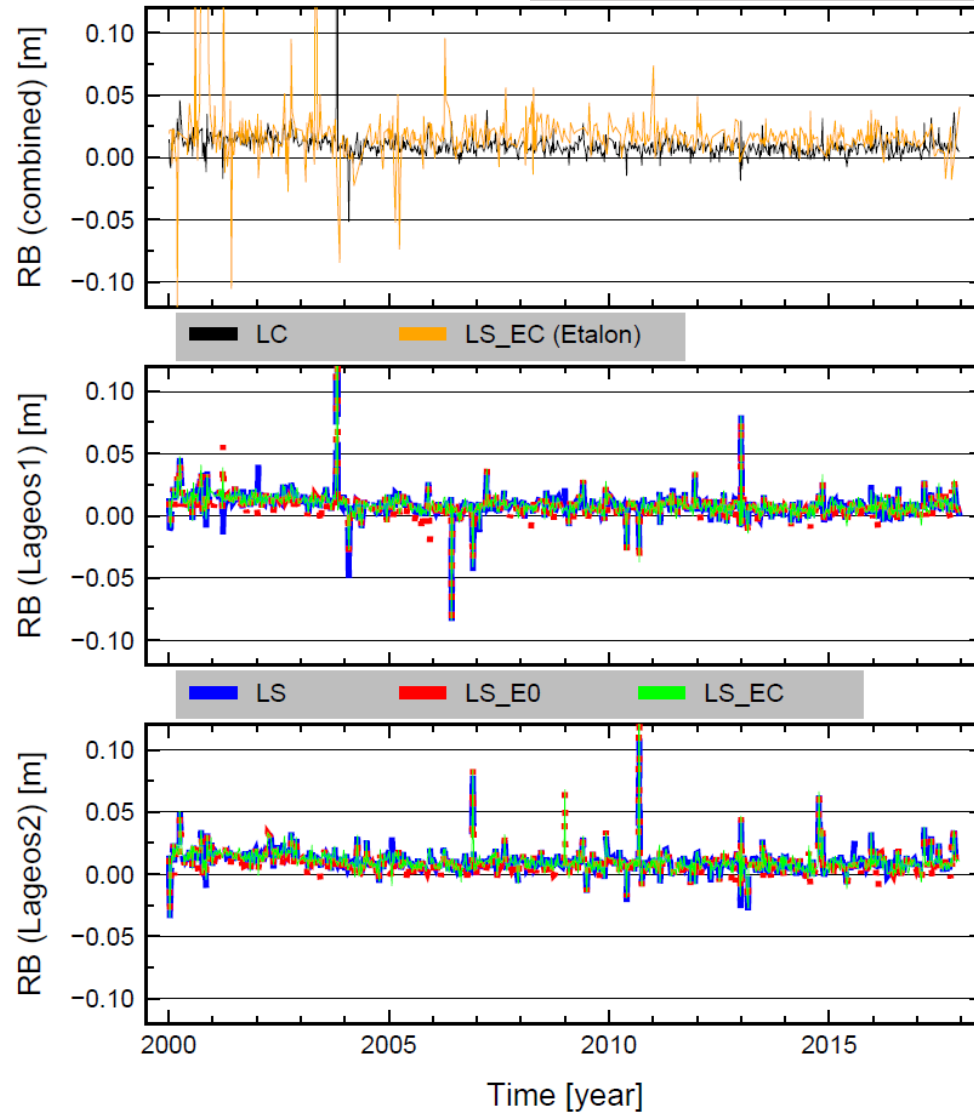 RB (combined) [m]
0.10
0.05
0.00
−0.05
−0.10
LC LS_EC (Etalon)
RB (Lageos1) [m]
0.10
0.05
0.00
−0.05
−0.10
LS LS_E0 LS_EC
RB (Lageos2) [m]
0.10
0.05
0.00
−0.05
−0.10
2000 2005 2010 2015
Time [year]